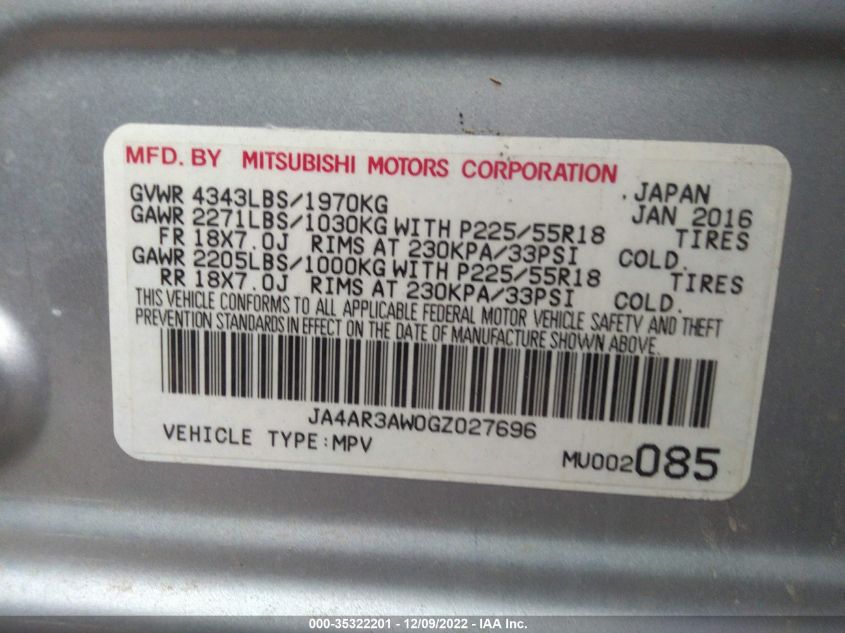 MFD. BY MITSUBISHI MOTORS CORPORATION
GVWR 4343LBS/1970KG . JAPAN
GAWR 2271LBS/1030KG WITH P225/55R18 JAN 2016
FR 18X7.0J RIMS AT 230KPA/33PSI TIRES
COLD.
GAWR 2205LBS/1000KG WITH P225/55R18 TIRES
RR 18X7.0J RIMS AT 230KPA/33PSI COLD.
THIS VEHICLE CONFORMS TO ALL APPLICABLE FEDERAL MOTOR VEHICLE SAFETY AND THEFT
PREVENTION STANDARDS IN EFFECT ON THE DATE OF MANUFACTURE SHOWN ABOVE.
JA4AR3AW0GZ027696
VEHICLE TYPE:MPV
MU002085
000-35322201 - 12/09/2022 - IAA Inc.